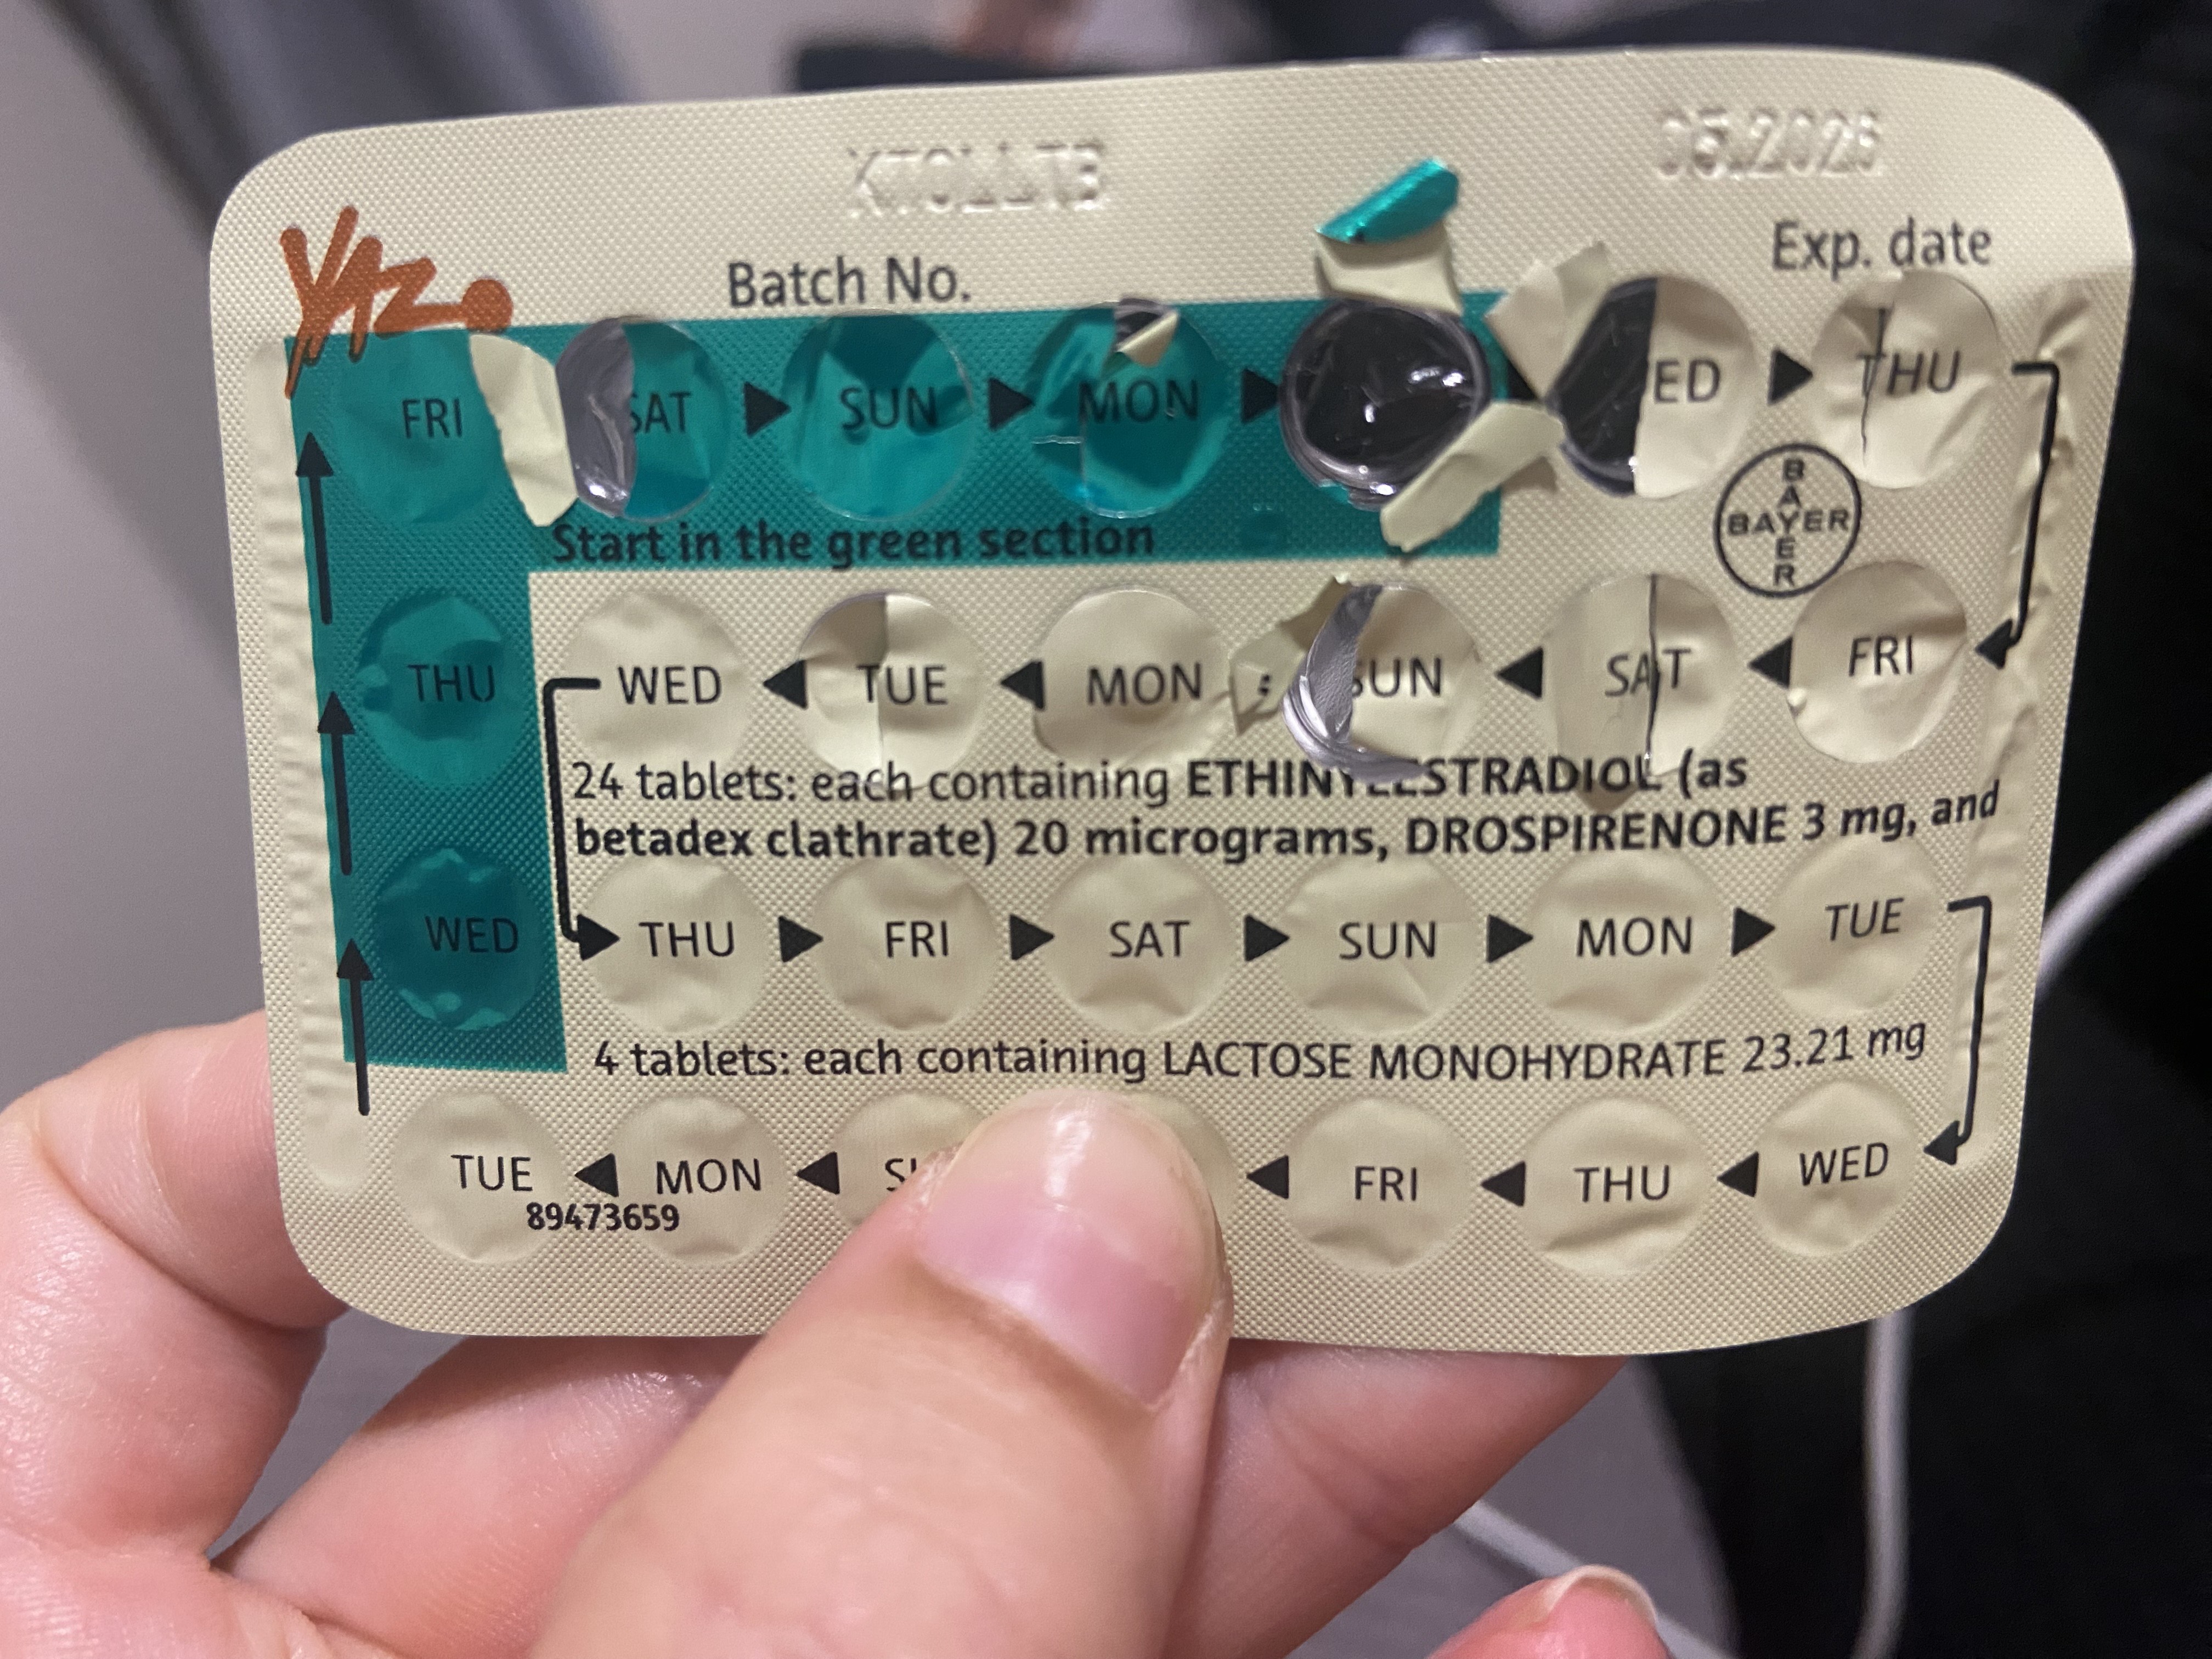 05.2026
YAZ
Batch No.
Exp. date
FRI SAT SUN MON ED THU
BAYER
BAYER
Start in the green section
THU WED TUE MON SUN SAT FRI
24 tablets: each containing ETHINYLESTRADIOL (as
betadex clathrate) 20 micrograms, DROSPIRENONE 3 mg, and
WED THU FRI SAT SUN MON TUE
4 tablets: each containing LACTOSE MONOHYDRATE 23.21 mg
TUE MON FRI THU WED
89473659